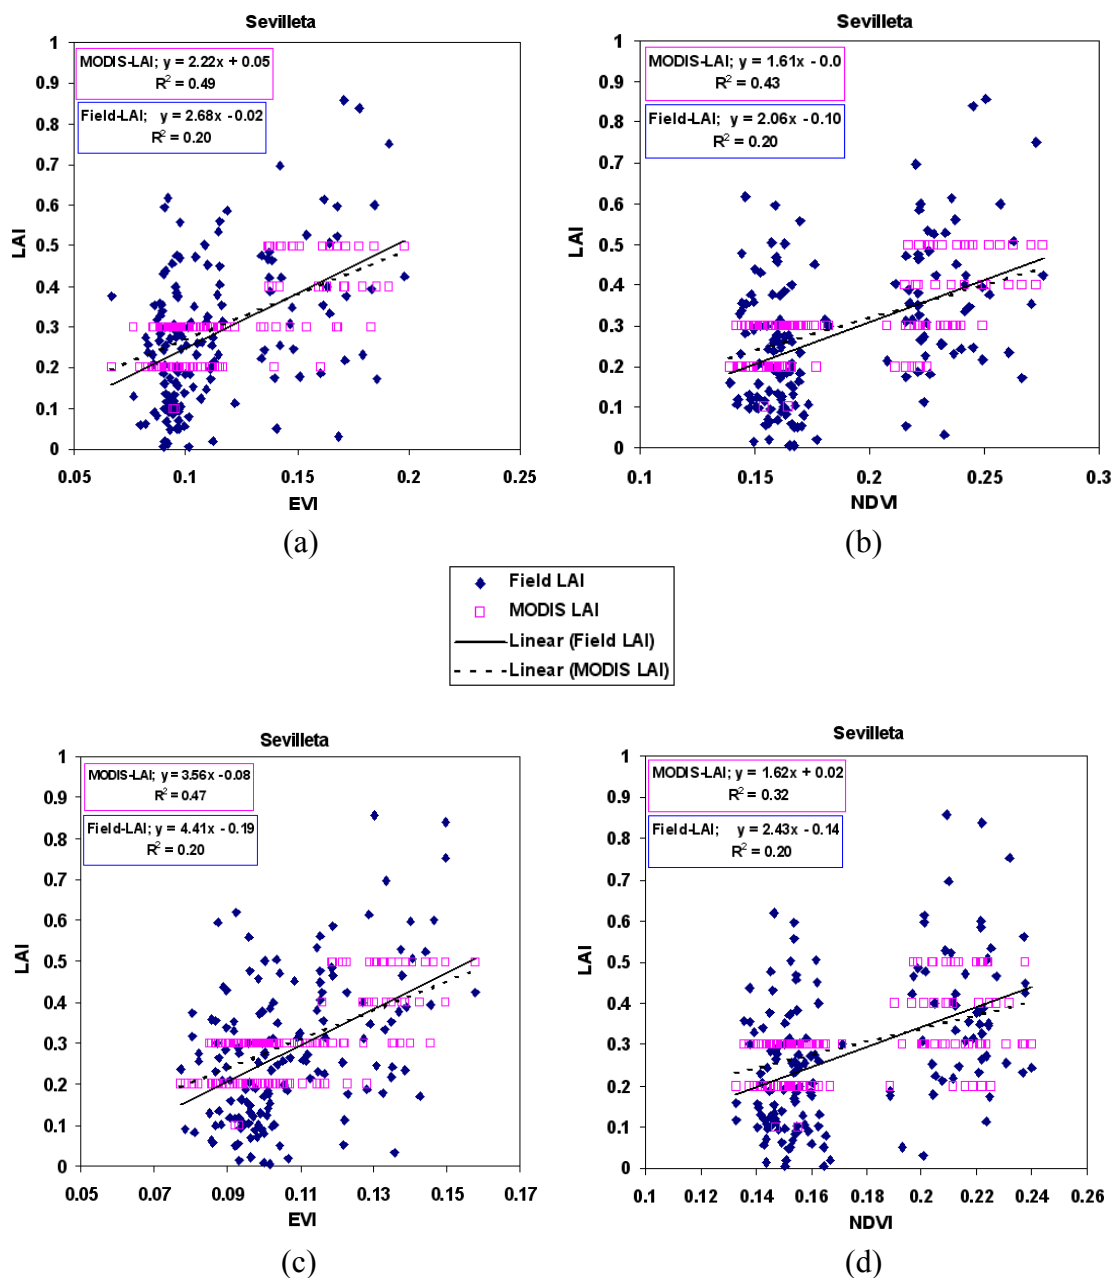 Sevilleta
MODIS-LAI; y = 2.22x + 0.05
R² = 0.49
Field-LAI; y = 2.68x - 0.02
R² = 0.20
1
0.9
0.8
0.7
0.6
0.5
0.4
0.3
0.2
0.1
0
LAI
0.05 0.1 0.15 0.2 0.25
EVI
(a)
Sevilleta
MODIS-LAI; y = 1.61x - 0.0
R² = 0.43
Field-LAI; y = 2.06x - 0.10
R² = 0.20
1
0.9
0.8
0.7
0.6
0.5
0.4
0.3
0.2
0.1
0
LAI
0.1 0.15 0.2 0.25 0.3
NDVI
(b)
Field LAI
MODIS LAI
Linear (Field LAI)
Linear (MODIS LAI)
Sevilleta
MODIS-LAI; y = 3.56x - 0.08
R² = 0.47
Field-LAI; y = 4.41x - 0.19
R² = 0.20
1
0.9
0.8
0.7
0.6
0.5
0.4
0.3
0.2
0.1
0
LAI
0.05 0.07 0.09 0.11 0.13 0.15 0.17
EVI
(c)
Sevilleta
MODIS-LAI; y = 1.62x + 0.02
R² = 0.32
Field-LAI; y = 2.43x - 0.14
R² = 0.20
1
0.9
0.8
0.7
0.6
0.5
0.4
0.3
0.2
0.1
0
LAI
0.1 0.12 0.14 0.16 0.18 0.2 0.22 0.24 0.26
NDVI
(d)